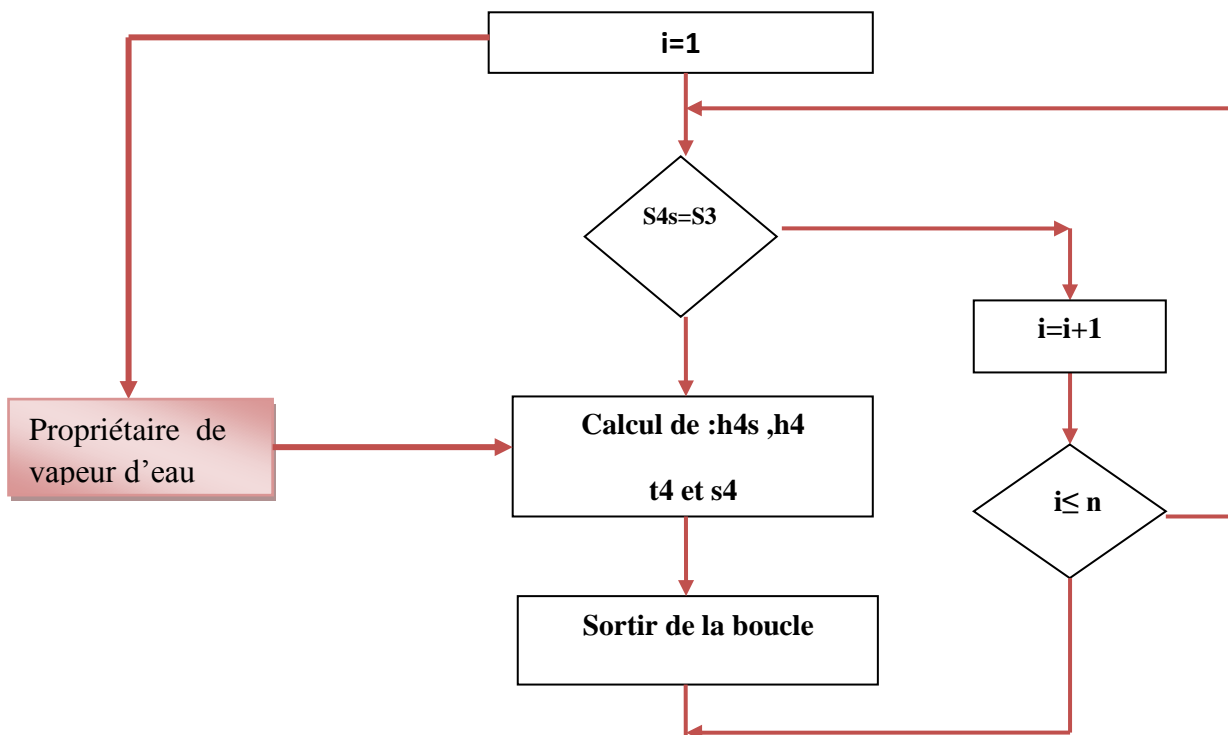 i=1
S4s=S3
i=i+1
Propriétaire de
vapeur d’eau
Calcul de :h4s ,h4
t4 et s4
i≤ n
Sortir de la boucle